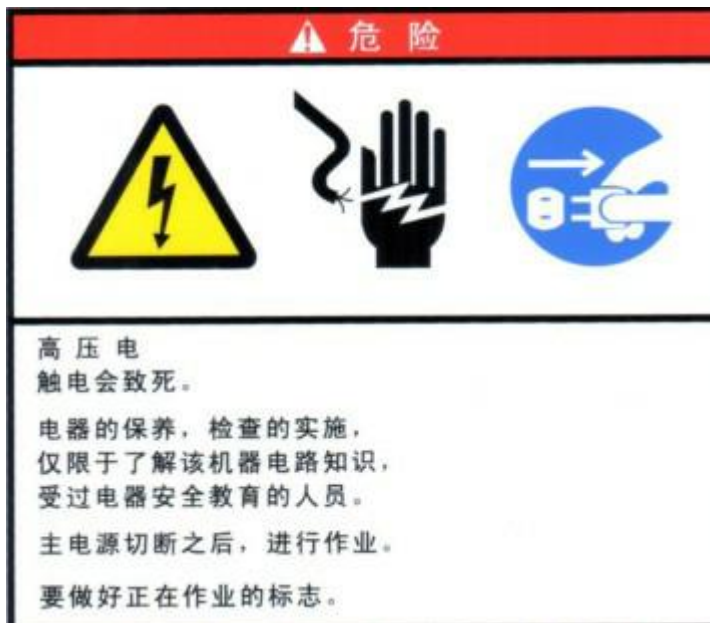 危险
高压电
触电会致死。
电器的保养，检查的实施，
仅限于了解该机器电路知识，
受过电器安全教育的人员。
主电源切断之后，进行作业。
要做好正在作业的标志。